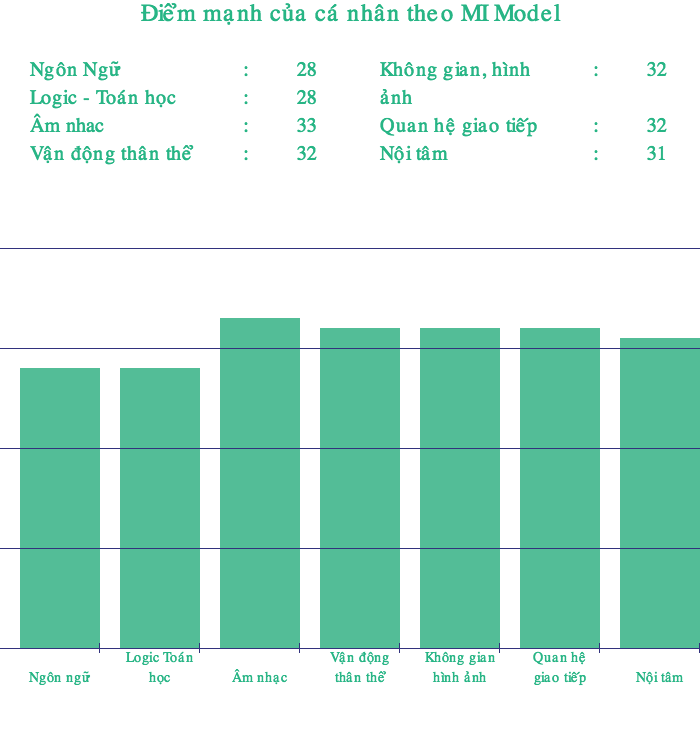 Điểm mạnh của cá nhân theo MI Model
Ngôn Ngữ : 28
Logic - Toán học : 28
Âm nhac : 33
Vận động thân thể : 32
Không gian, hình : 32
ảnh
Quan hệ giao tiếp : 32
Nội tâm : 31
Ngôn ngữ
Logic Toán
học
Âm nhạc
Vận động
thân thể
Không gian
hình ảnh
Quan hệ
giao tiếp
Nội tâm